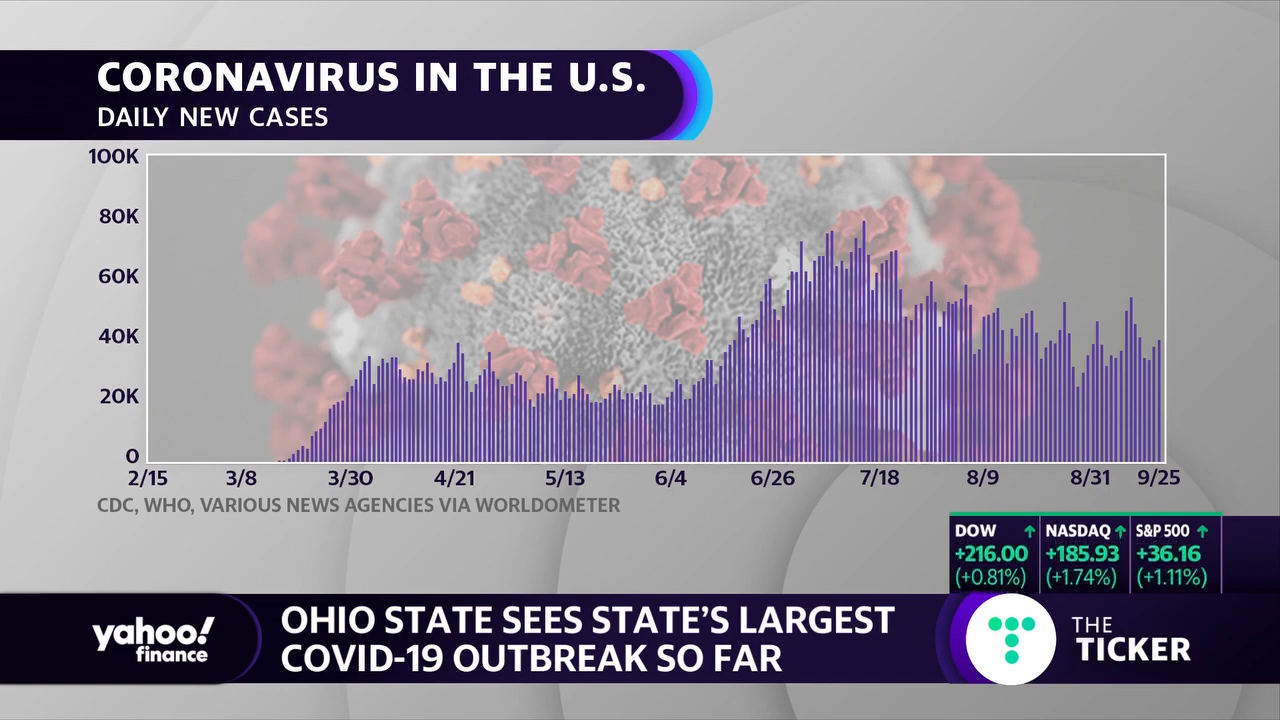 CORONAVIRUS IN THE U.S.
DAILY NEW CASES
100K
80K
60K
40K
20K
0
2/15 3/8 3/30 4/21 5/13 6/4 6/26 7/18 8/9 8/31 9/25
CDC, WHO, VARIOUS NEWS AGENCIES VIA WORLDOMETER
DOW NASDAQ S&P 500
+216.00 +185.93 +36.16
(+0.81%) (+1.74%) (+1.11%)
yahoo!
finance
OHIO STATE SEES STATE’S LARGEST
COVID-19 OUTBREAK SO FAR
THE
TICKER